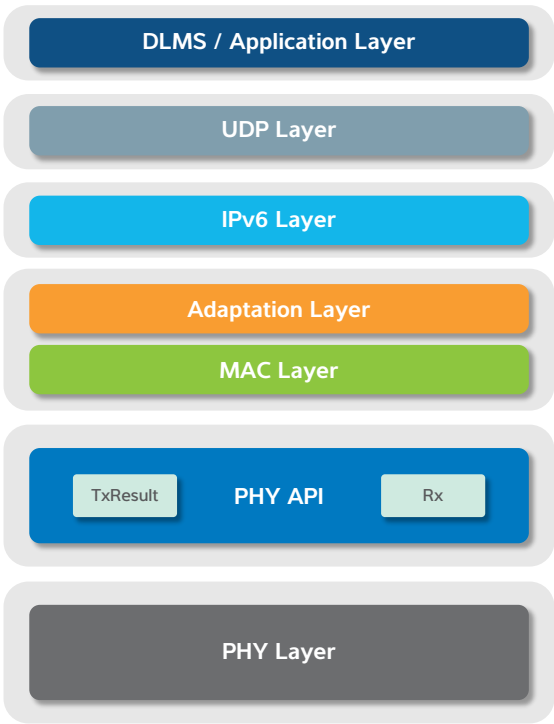 DLMS / Application Layer
UDP Layer
IPv6 Layer
Adaptation Layer
MAC Layer
TxResult PHY API Rx
PHY Layer